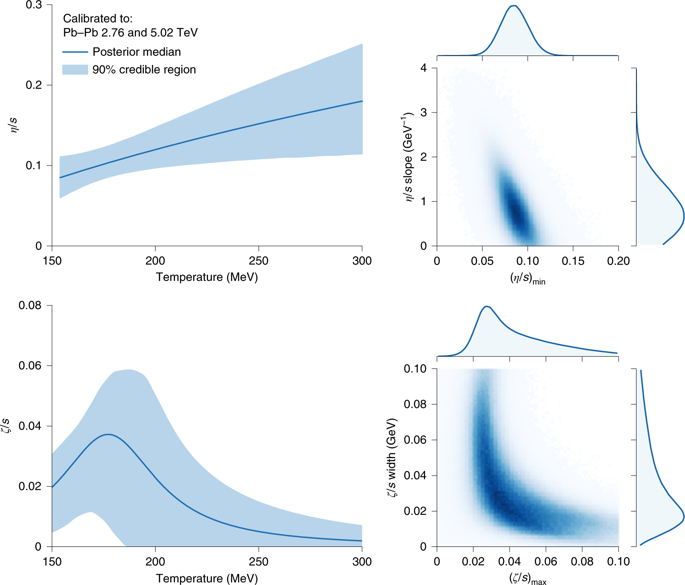 Calibrated to:
Pb–Pb 2.76 and 5.02 TeV
Posterior median
90% credible region
0.3
0.2
0.1
0
η/s
150 200 250 300
Temperature (MeV)
4
3
2
1
0
η/s slope (GeV⁻¹)
0 0.05 0.10 0.15 0.20
(η/s)min
0.08
0.06
0.04
0.02
0
ζ/s
150 200 250 300
Temperature (MeV)
0.10
0.08
0.06
0.04
0.02
0
ζ/s width (GeV)
0 0.02 0.04 0.06 0.08 0.10
(ζ/s)max